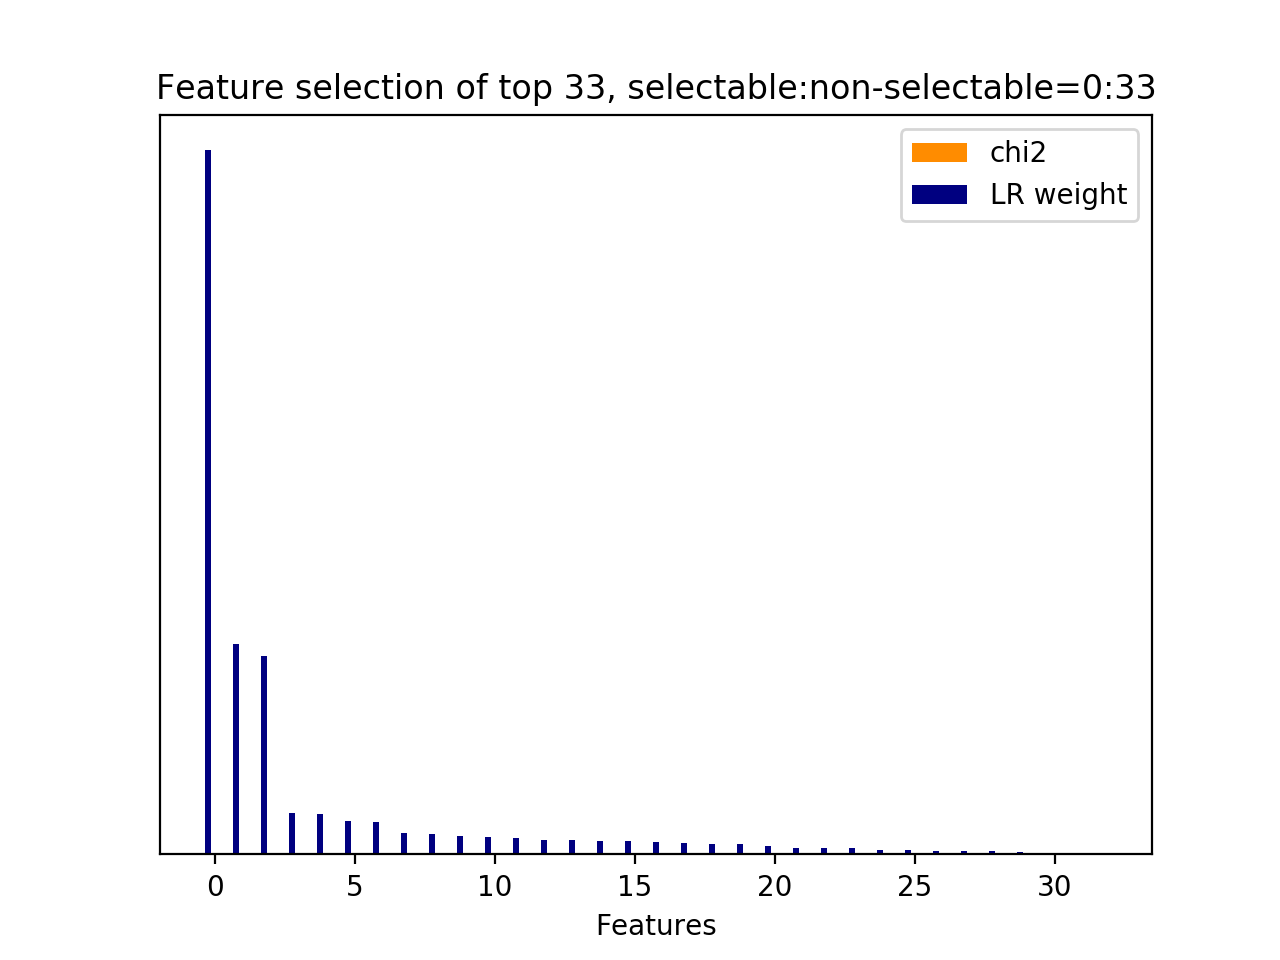 Feature selection of top 33, selectable:non-selectable=0:33
chi2
LR weight
0 5 10 15 20 25 30
Features